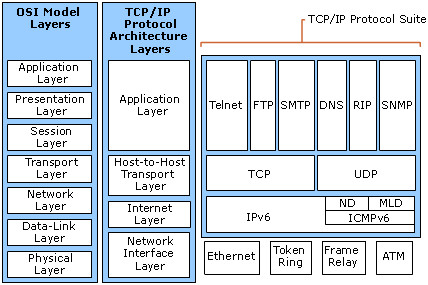 OSI Model
Layers
Application
Layer
Presentation
Layer
Session
Layer
Transport
Layer
Network
Layer
Data-Link
Layer
Physical
Layer
TCP/IP
Protocol
Architecture
Layers
Application
Layer
Host-to-Host
Transport
Layer
Internet
Layer
Network
Interface
Layer
TCP/IP Protocol Suite
Telnet
FTP
SMTP
DNS
RIP
SNMP
TCP
UDP
IPv6
ND
MLD
ICMPv6
Ethernet
Token
Ring
Frame
Relay
ATM